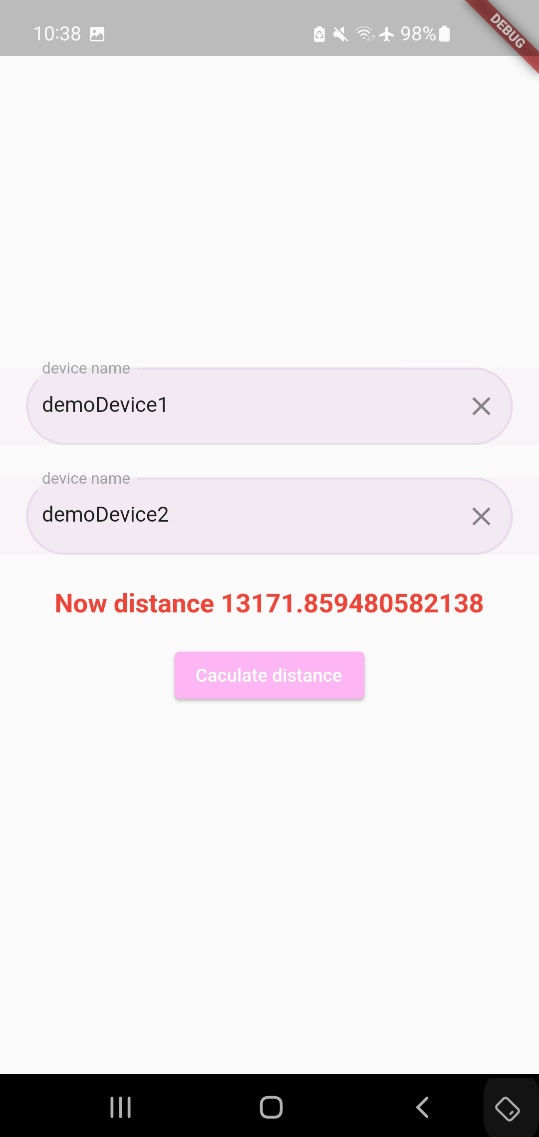 10:38 98%
DEBUG
device name
demoDevice1
device name
demoDevice2
Now distance 13171.859480582138
Caculate distance